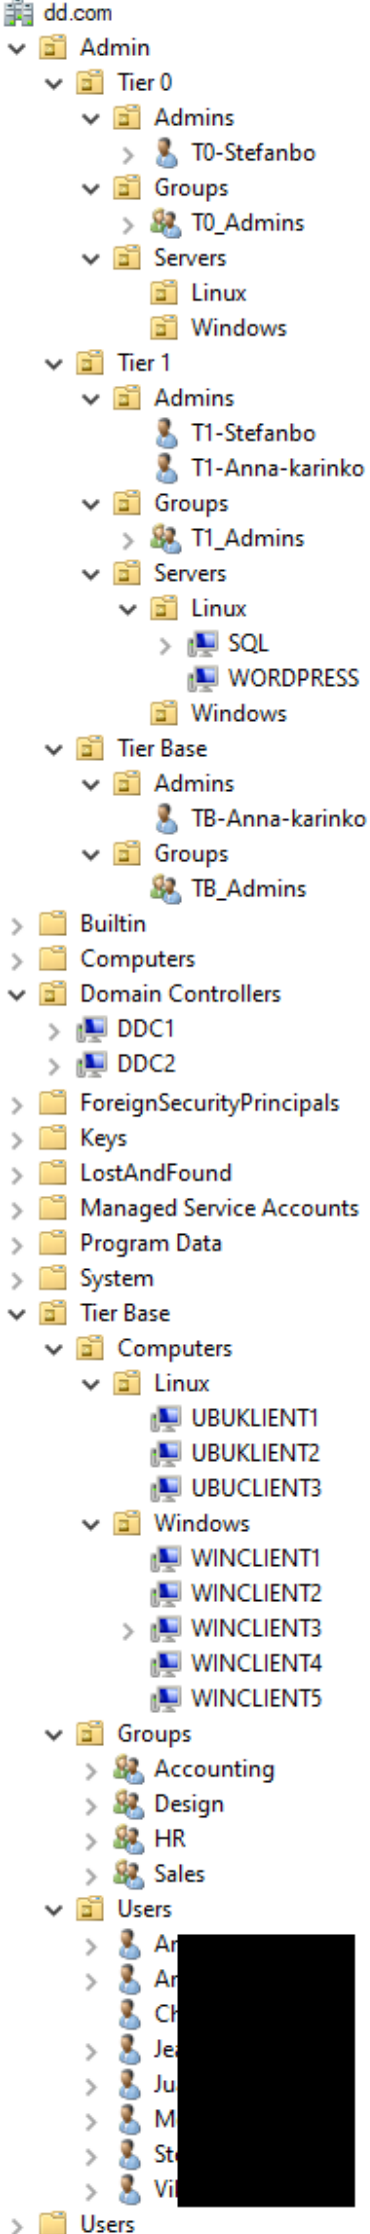 dd.com
Admin
Tier 0
Admins
T0-Stefanbo
Groups
T0_Admins
Servers
Linux
Windows
Tier 1
Admins
T1-Stefanbo
T1-Anna-karinko
Groups
T1_Admins
Servers
Linux
SQL
WORDPRESS
Windows
Tier Base
Admins
TB-Anna-karinko
Groups
TB_Admins
Builtin
Computers
Domain Controllers
DDC1
DDC2
ForeignSecurityPrincipals
Keys
LostAndFound
Managed Service Accounts
Program Data
System
Tier Base
Computers
Linux
UBUKLIENT1
UBUKLIENT2
UBUCLIENT3
Windows
WINCLIENT1
WINCLIENT2
WINCLIENT3
WINCLIENT4
WINCLIENT5
Groups
Accounting
Design
HR
Sales
Users
Users